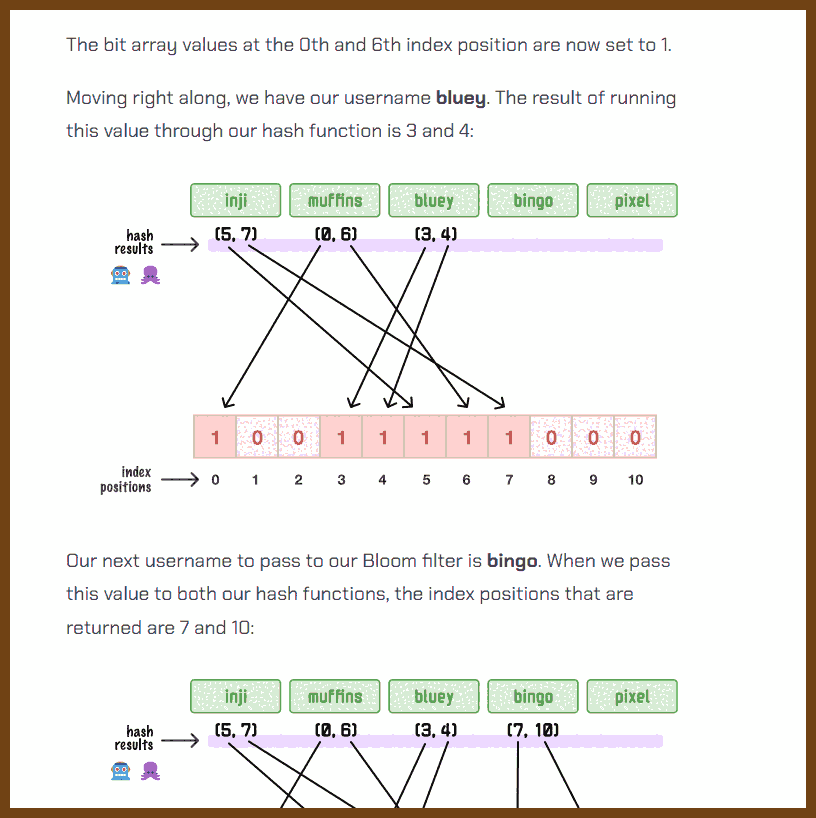 The bit array values at the 0th and 6th index position are now set to 1.
Moving right along, we have our username bluey. The result of running
this value through our hash function is 3 and 4:
inji muffins bluey bingo pixel
hash results (5, 7) (0, 6) (3, 4)
1 0 0 1 1 1 1 1 0 0 0
index positions 0 1 2 3 4 5 6 7 8 9 10
Our next username to pass to our Bloom filter is bingo. When we pass
this value to both our hash functions, the index positions that are
returned are 7 and 10:
inji muffins bluey bingo pixel
hash results (5, 7) (0, 6) (3, 4) (7, 10)